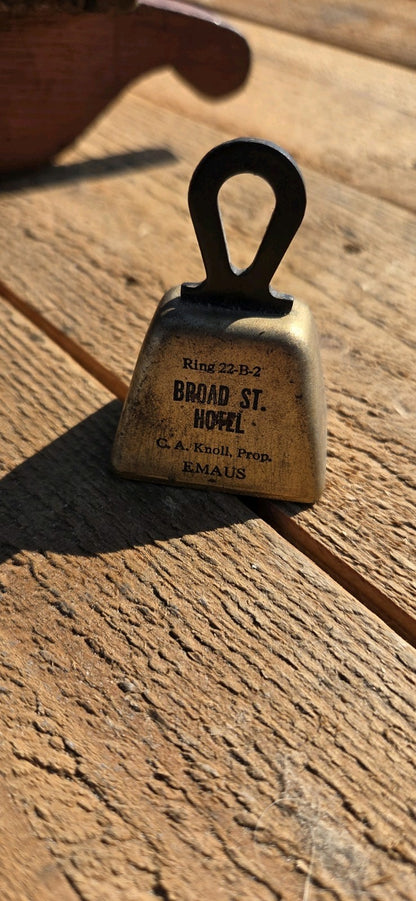 Ring 22-B-2
BROAD ST.
HOTEL
C. A. Knoll, Prop.
EMAUS